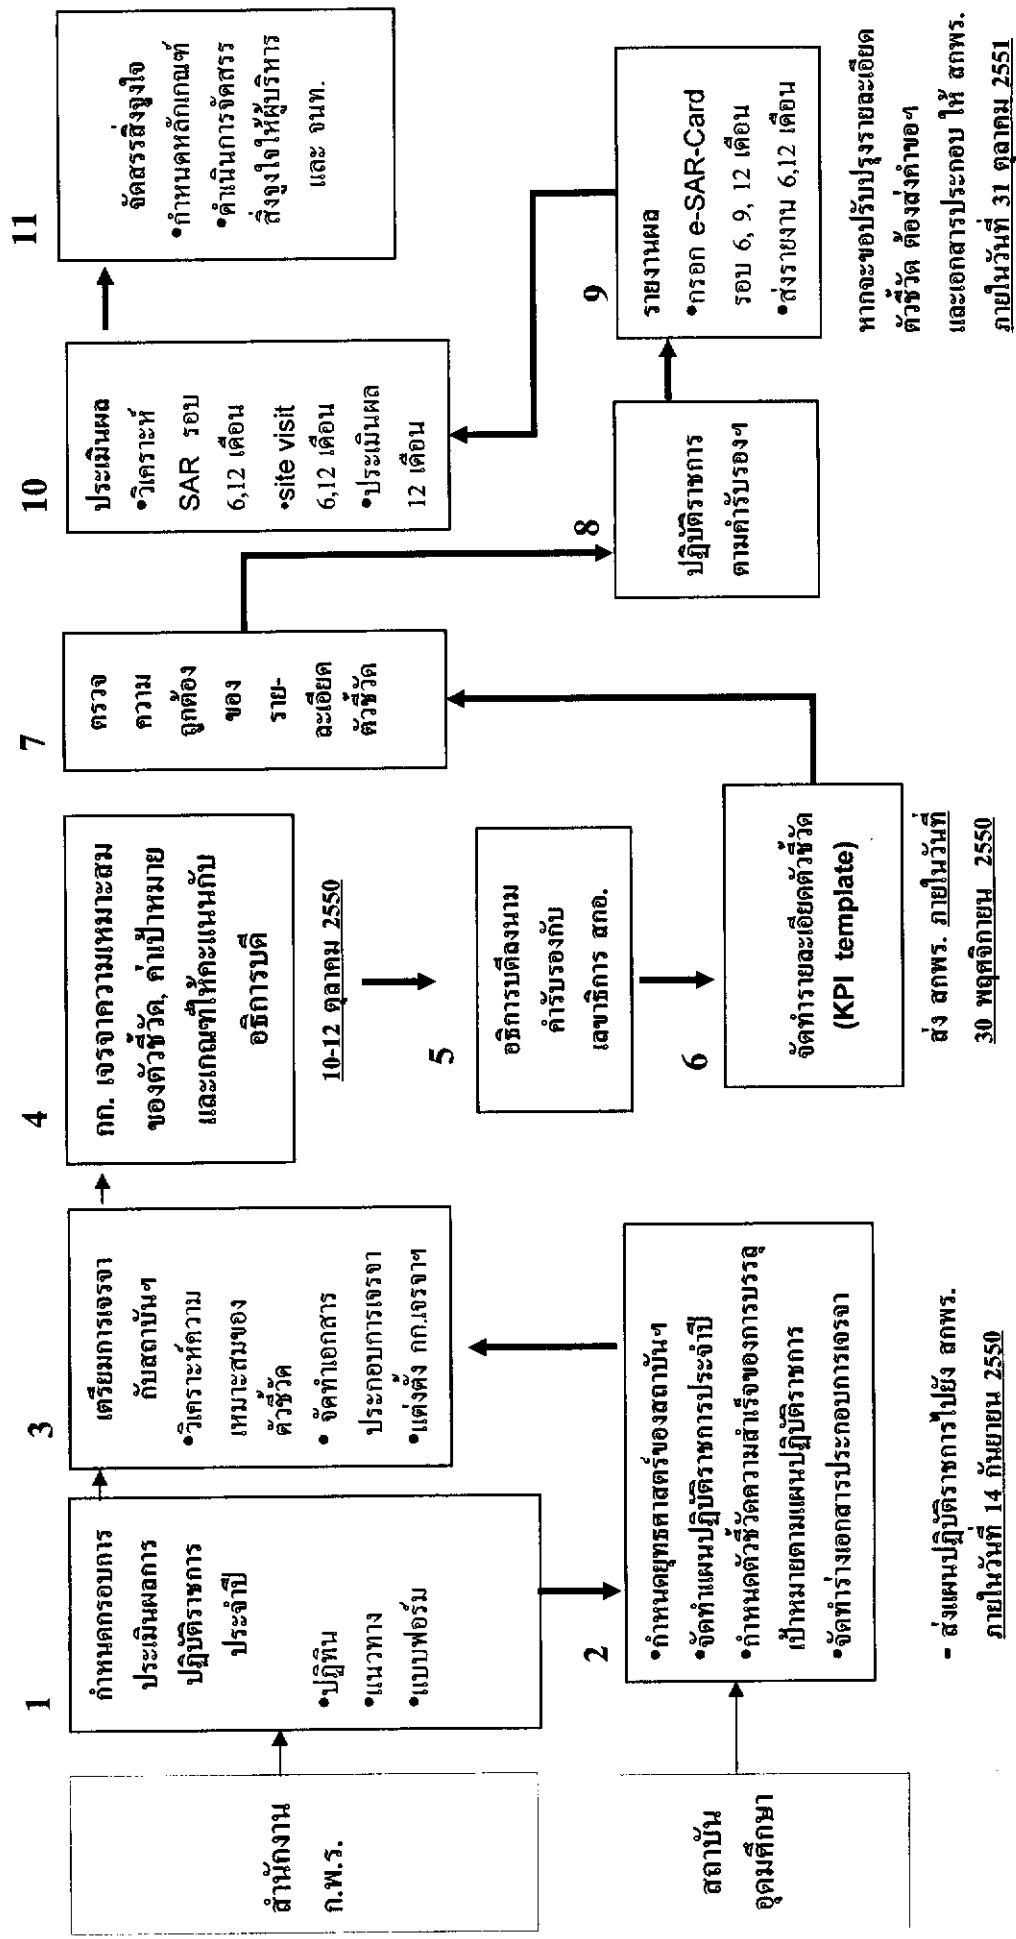 สำนักงาน
ก.พ.ร.
สถาบัน
อุดมศึกษา
1
กำหนดกรอบการ
ประเมินผลการ
ปฏิบัติราชการ
ประจำปี
•ปฏิทิน
•แนวทาง
•แบบฟอร์ม
2
•กำหนดยุทธศาสตร์ของสถาบันฯ
•จัดทำแผนปฏิบัติราชการประจำปี
•กำหนดตัวชี้วัดความสำเร็จของการบรรลุ
เป้าหมายตามแผนปฏิบัติราชการ
•จัดทำร่างเอกสารประกอบการเจรจา
- ส่งแผนปฏิบัติราชการไปยัง สกพร.
ภายในวันที่ 14 กันยายน 2550
3
เตรียมการเจรจา
กับสถาบันฯ
•วิเคราะห์ความ
เหมาะสมของ
ตัวชี้วัด
• จัดทำเอกสาร
ประกอบการเจรจา
•แต่งตั้ง กก.เจรจาฯ
4
กก. เจรจาความเหมาะสม
ของตัวชี้วัด, ค่าเป้าหมาย
และเกณฑ์ให้คะแนนกับ
อธิการบดี
10-12 ตุลาคม 2550
5
อธิการบดีลงนาม
คำรับรองกับ
เลขาธิการ สกอ.
6
จัดทำรายละเอียดตัวชี้วัด
(KPI template)
ส่ง สกพร. ภายในวันที่
30 พฤศจิกายน 2550
7
ตรวจ
ความ
ถูกต้อง
ของ
ราย-
ละเอียด
ตัวชี้วัด
8
ปฏิบัติราชการ
ตามคำรับรองฯ
9
รายงานผล
•กรอก e-SAR-Card
รอบ 6, 9, 12 เดือน
•ส่งรายงาน 6,12 เดือน
หากจะขอปรับปรุงรายละเอียด
ตัวชี้วัด ต้องส่งคำขอฯ
และเอกสารประกอบ ให้ สกพร.
ภายในวันที่ 31 ตุลาคม 2551
10
ประเมินผล
•วิเคราะห์
SAR รอบ
6,12 เดือน
•site visit
6,12 เดือน
•ประเมินผล
12 เดือน
11
จัดสรรสิ่งจูงใจ
•กำหนดหลักเกณฑ์
•ดำเนินการจัดสรร
สิ่งจูงใจให้ผู้บริหาร
และ จนท.